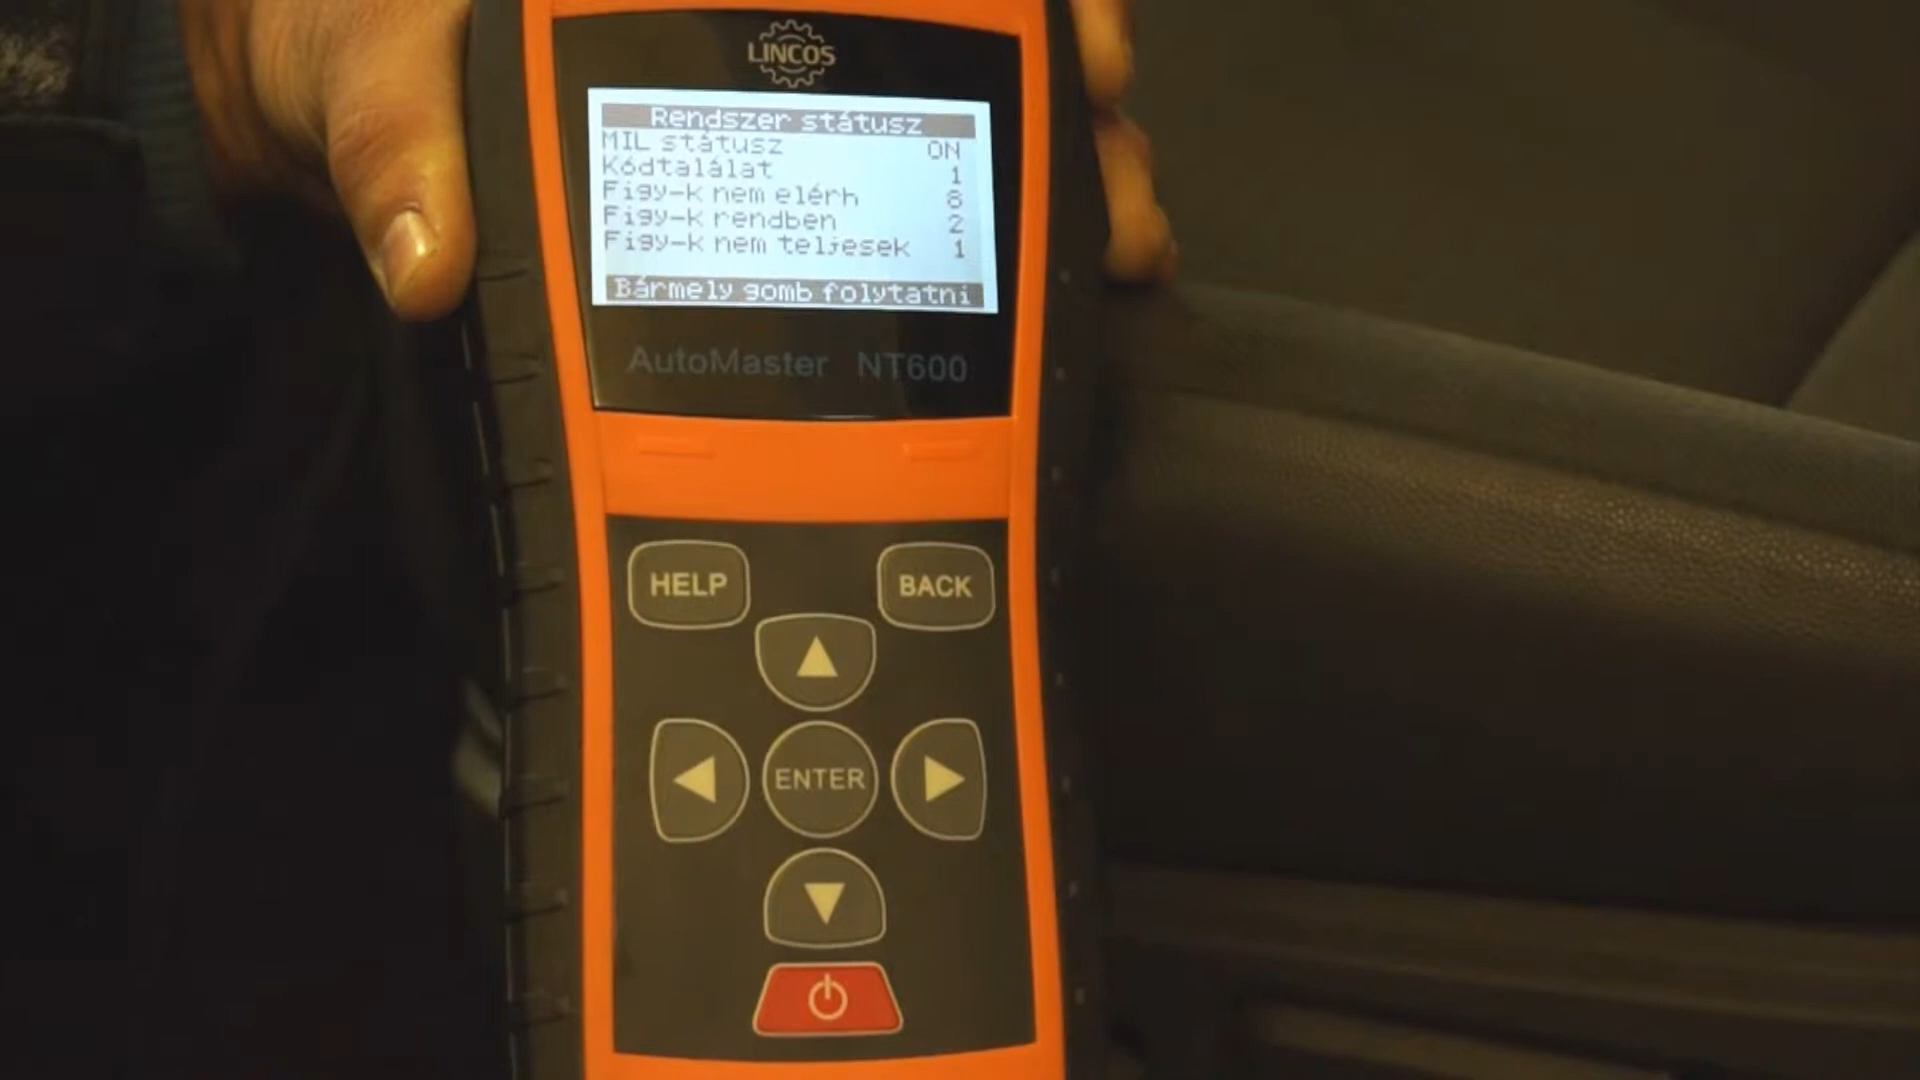 LINCOS
Rendszer státusz
MIL státusz ON
Kódtalálat 1
Figy-k nem elérh 8
Figy-k rendben 2
Figy-k nem teljesek 1
Bármely gomb folytatni
AutoMaster NT600
HELP BACK
ENTER